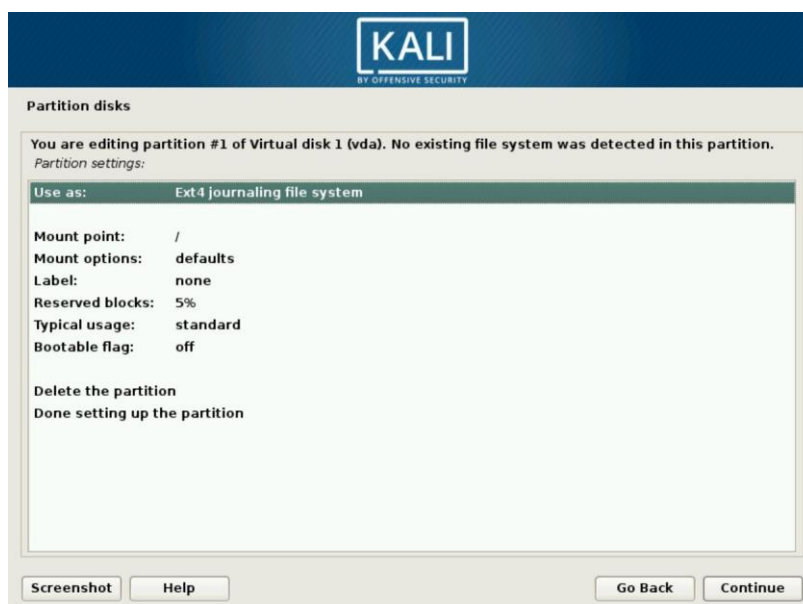 KALI
BY OFFENSIVE SECURITY
Partition disks
You are editing partition #1 of Virtual disk 1 (vda). No existing file system was detected in this partition.
Partition settings:
Use as: Ext4 journaling file system
Mount point: /
Mount options: defaults
Label: none
Reserved blocks: 5%
Typical usage: standard
Bootable flag: off
Delete the partition
Done setting up the partition
Screenshot Help Go Back Continue